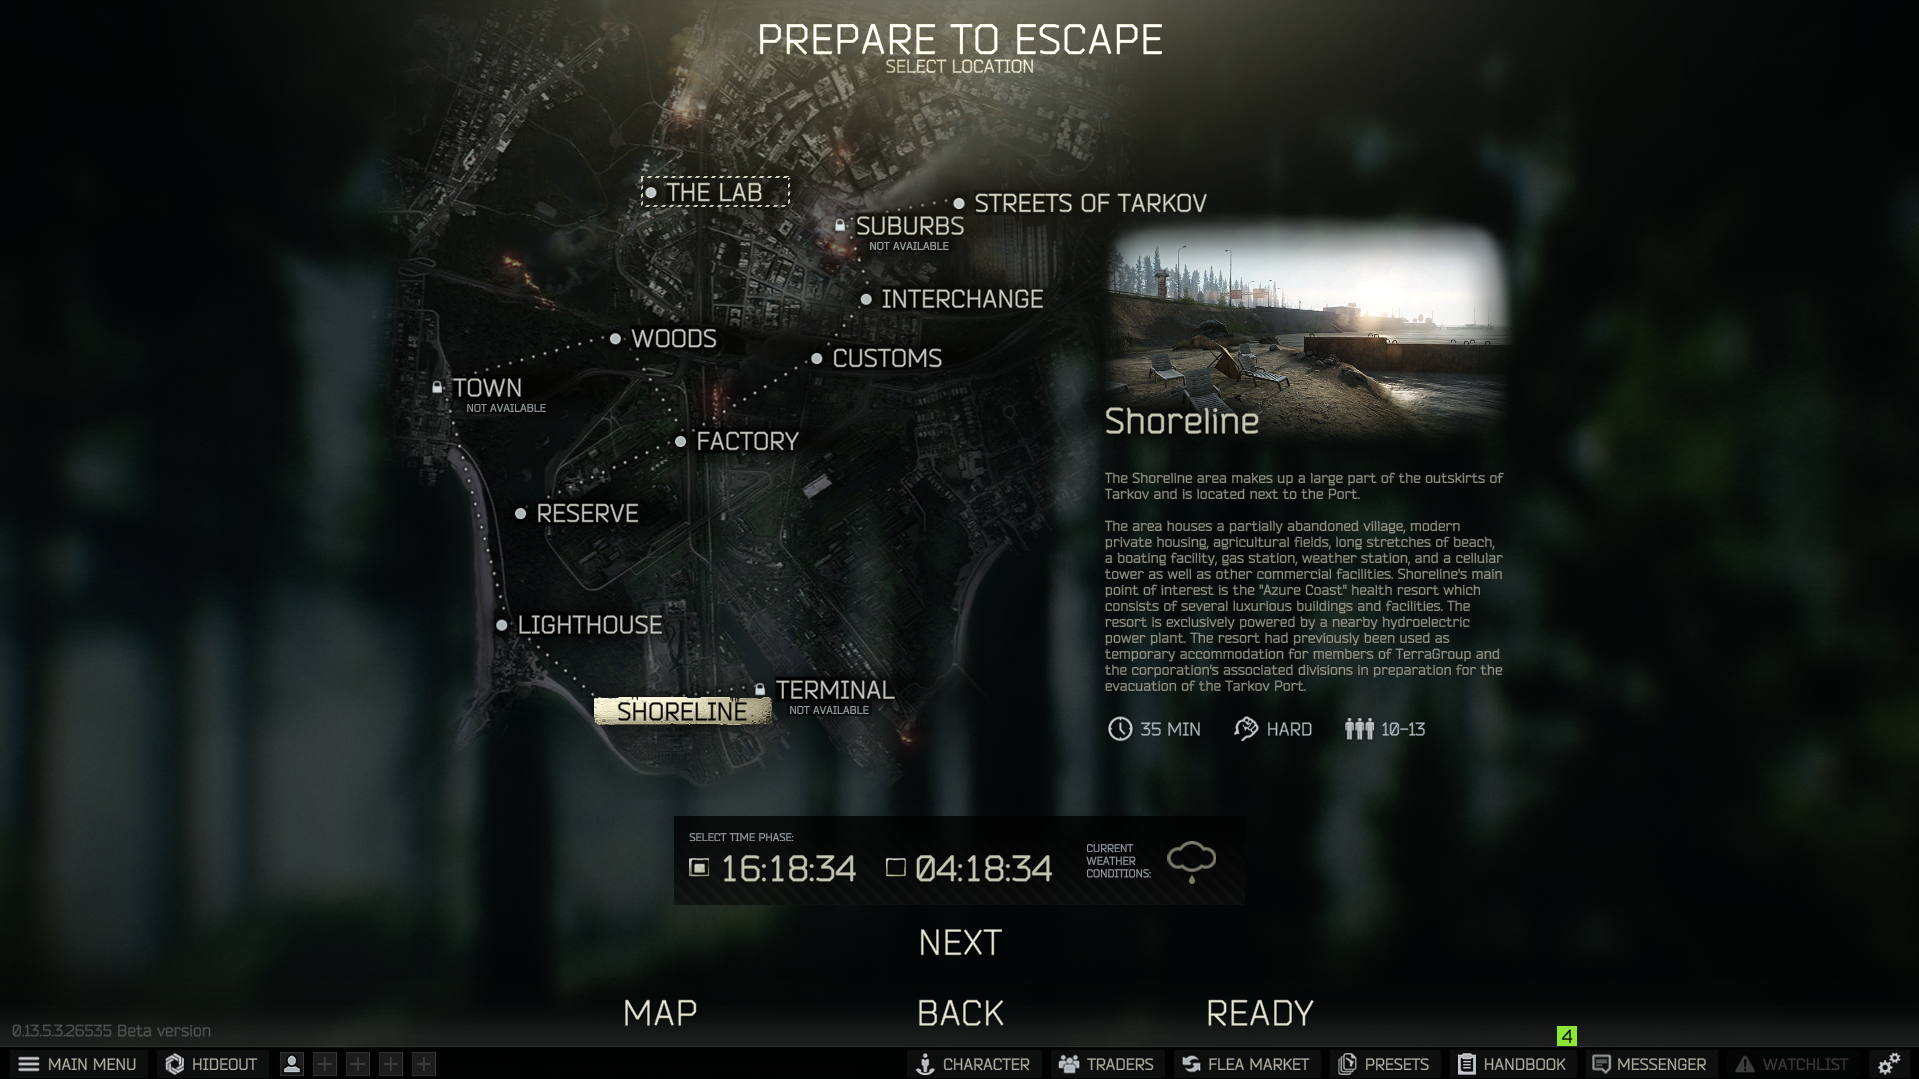 PREPARE TO ESCAPE
SELECT LOCATION
THE LAB
STREETS OF TARKOV
SUBURBS
NOT AVAILABLE
INTERCHANGE
WOODS
CUSTOMS
TOWN
NOT AVAILABLE
FACTORY
RESERVE
LIGHTHOUSE
TERMINAL
NOT AVAILABLE
SHORELINE
Shoreline
The Shoreline area makes up a large part of the outskirts of
Tarkov and is located next to the Port.
The area houses a partially abandoned village, modern
private housing, agricultural fields, long stretches of beach,
a boating facility, gas station, weather station, and a cellular
tower as well as other commercial facilities. Shoreline's main
point of interest is the "Azure Coast" health resort which
consists of several luxurious buildings and facilities. The
resort is exclusively powered by a nearby hydroelectric
power plant. The resort had previously been used as
temporary accommodation for members of TerraGroup and
the corporation's associated divisions in preparation for the
evacuation of the Tarkov Port.
35 MIN
HARD
10-13
SELECT TIME PHASE:
16:18:34
04:18:34
CURRENT
WEATHER
CONDITIONS:
NEXT
MAP
BACK
READY
0.13.5.3.26535 Beta version
4
MAIN MENU
HIDEOUT
CHARACTER
TRADERS
FLEA MARKET
PRESETS
HANDBOOK
MESSENGER
WATCHLIST